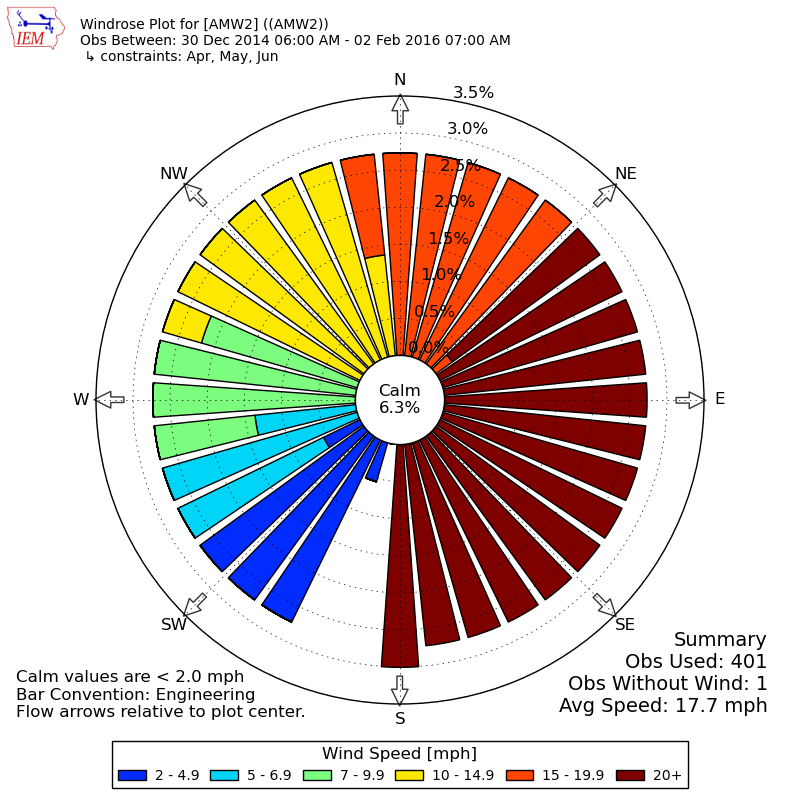 IEM
Windrose Plot for [AMW2] ((AMW2))
Obs Between: 30 Dec 2014 06:00 AM - 02 Feb 2016 07:00 AM
↳ constraints: Apr, May, Jun
N
3.5%
3.0%
NW
NE
2.5%
2.0%
1.5%
1.0%
0.5%
0.0%
W
Calm
6.3%
E
SW
SE
S
Summary
Obs Used: 401
Obs Without Wind: 1
Avg Speed: 17.7 mph
Calm values are < 2.0 mph
Bar Convention: Engineering
Flow arrows relative to plot center.
Wind Speed [mph]
2 - 4.9 5 - 6.9 7 - 9.9 10 - 14.9 15 - 19.9 20+